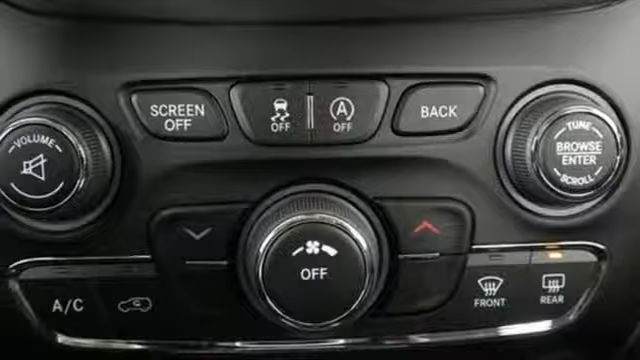 SCREEN
OFF
OFF
A
OFF
BACK
VOLUME
TUNE
BROWSE
ENTER
SCROLL
OFF
A/C
FRONT
REAR